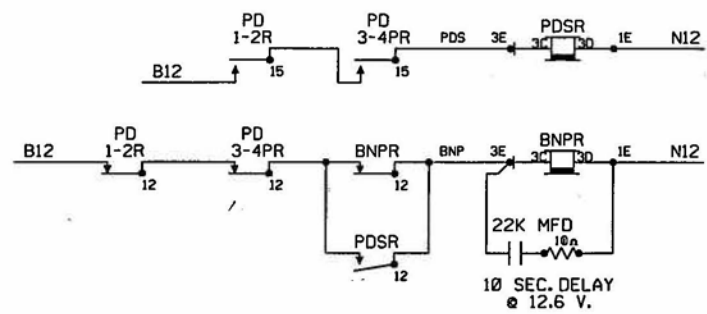 PD PD PDSR
1-2R 3-4PR PDS 3E 3C 3D 1E N12
B12 15 15
PD PD
B12 1-2R 3-4PR BNPR BNP 3E BNPR 1E N12
3C 3D
12 12 12
22K MFD
PDSR 10Ω
12
10 SEC. DELAY
@ 12.6 V.